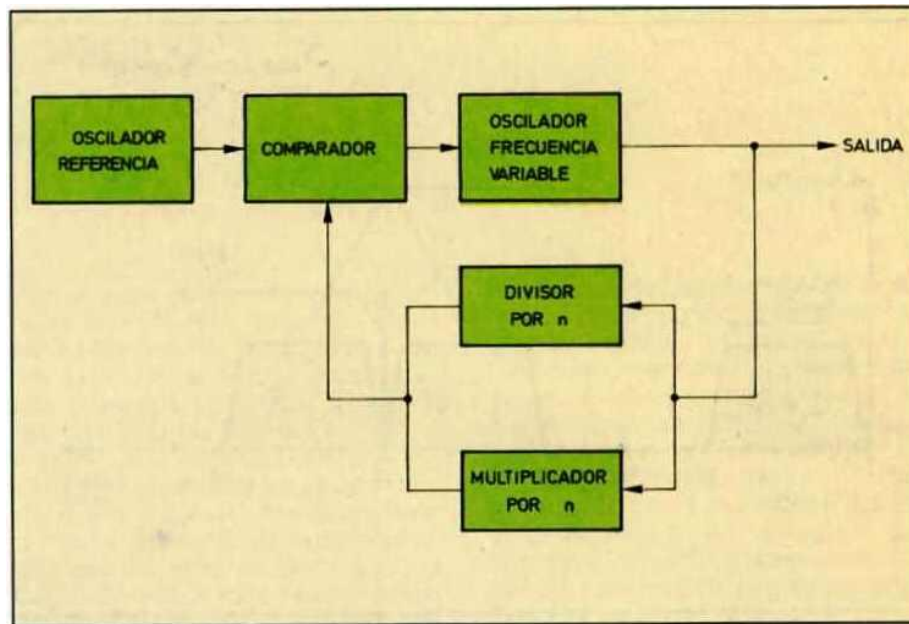 OSCILADOR
REFERENCIA
COMPARADOR
OSCILADOR
FRECUENCIA
VARIABLE
SALIDA
DIVISOR
POR n
MULTIPLICADOR
POR n